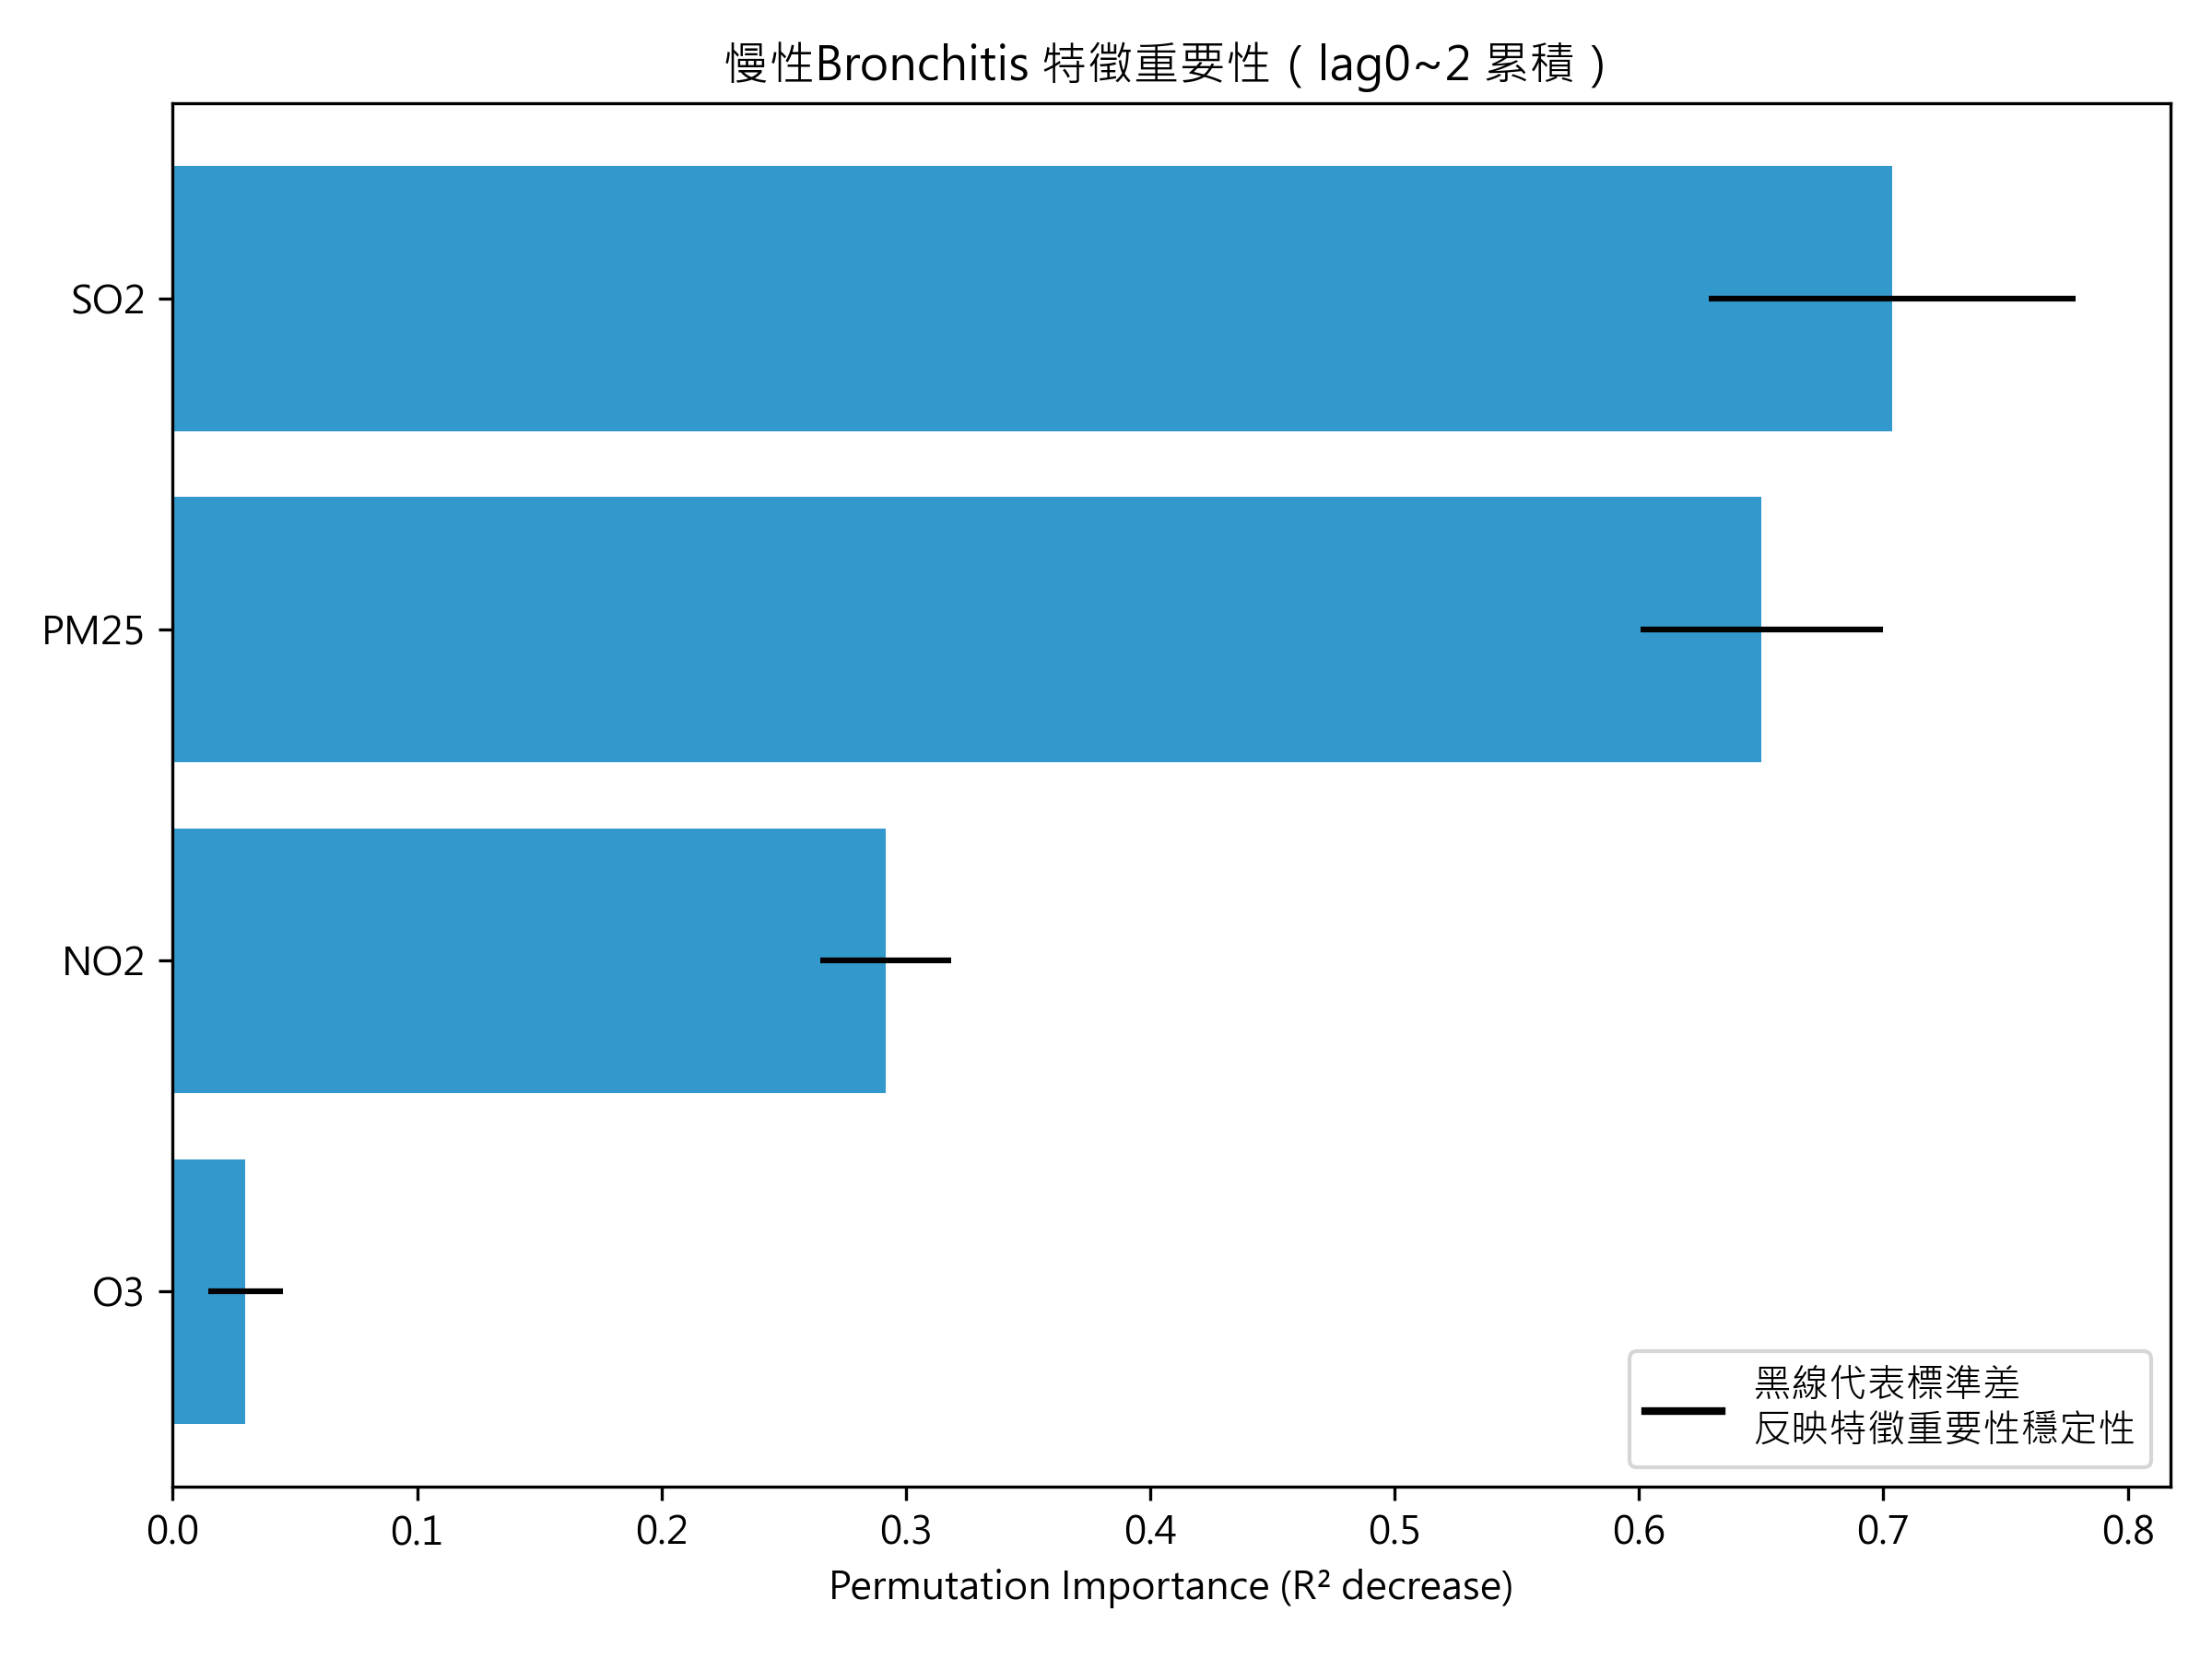 慢性Bronchitis 特徵重要性（lag0~2 累積）
SO2
PM25
NO2
O3
黑線代表標準差
反映特徵重要性穩定性
0.0 0.1 0.2 0.3 0.4 0.5 0.6 0.7 0.8
Permutation Importance (R² decrease)